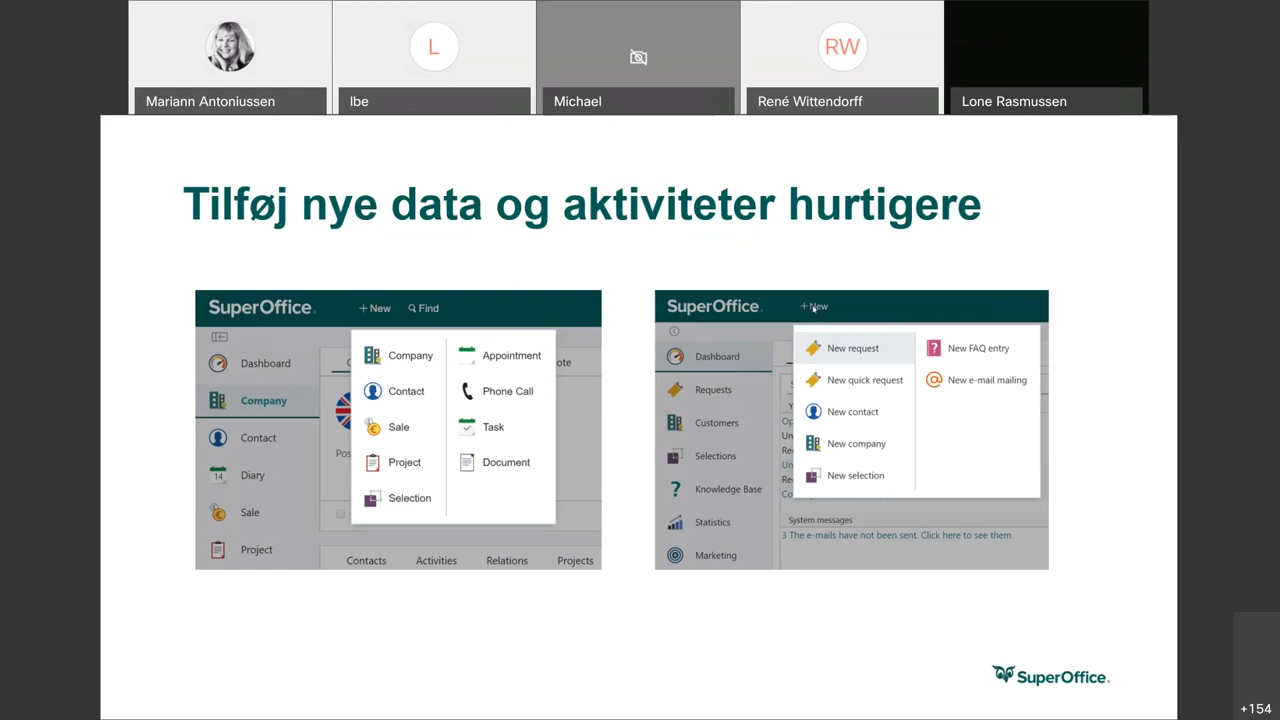 L
RW
Mariann Antoniussen
Ibe
Michael
René Wittendorff
Lone Rasmussen
Tilføj nye data og aktiviteter hurtigere
SuperOffice.
+ New
Find
Dashboard
Company
Contact
14
Diary
Sale
Project
Company
Contact
Sale
Project
Selection
Appointment
Phone Call
Task
Document
ote
Pos
Contacts
Activities
Relations
Projects
SuperOffice.
+ New
Dashboard
Requests
Customers
Selections
Knowledge Base
Statistics
Marketing
New request
New quick request
New contact
New company
New selection
New FAQ entry
New e-mail mailing
System messages
3 The e-mails have not been sent. Click here to see them.
SuperOffice.
+154